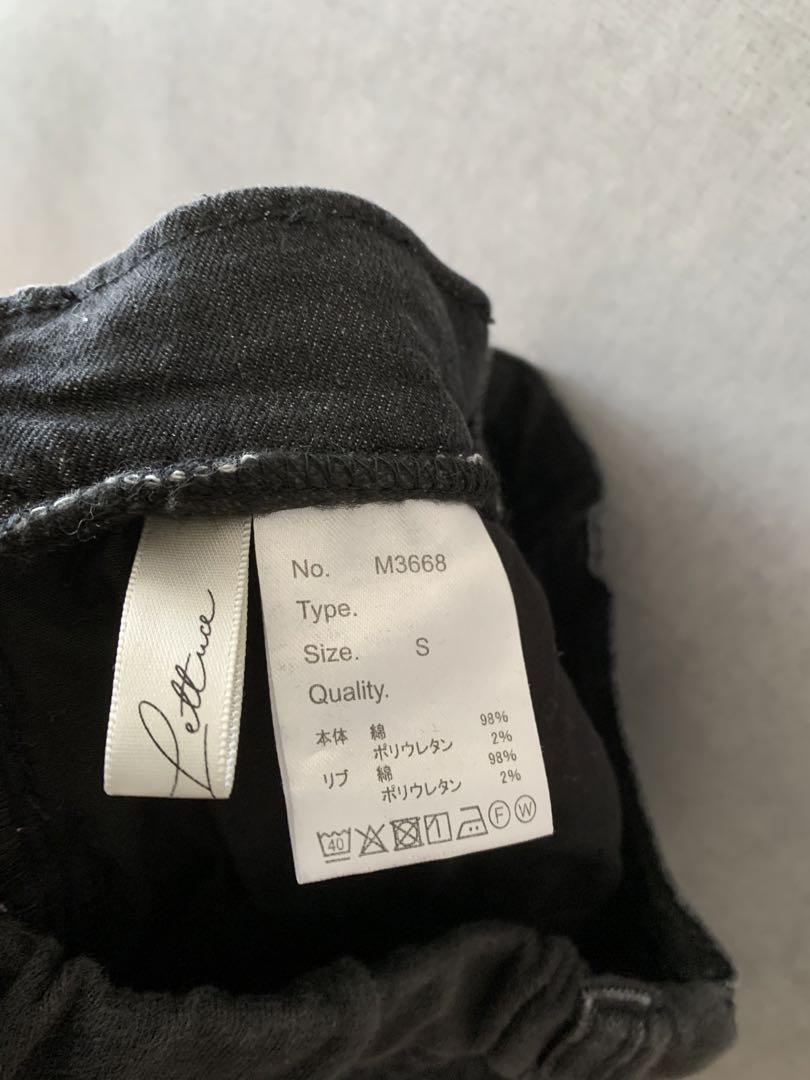 Lettuce
No. M3668
Type.
Size. S
Quality.
本体 綿 98%
ポリウレタン 2%
リブ 綿 98%
ポリウレタン 2%
40 F W